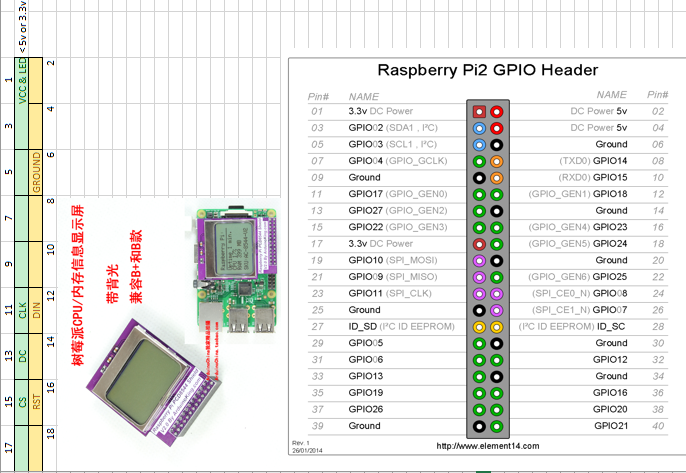 VCC & LED <5v or 3.3v
1
3
5
7
9
11
13
15
17
CLK
DC
CS
2
4
6
8
10
12
14
16
18
GROUND
DIN
RST
树莓派CPU/内存信息显示屏
带背光
兼容B+和B款
Raspberry Pi
Raspberry Pi2 GPIO Header
Pin# NAME NAME Pin#
01 3.3v DC Power DC Power 5v 02
03 GPIO02 (SDA1 , I²C) DC Power 5v 04
05 GPIO03 (SCL1 , I²C) Ground 06
07 GPIO04 (GPIO_GCLK) (TXD0) GPIO14 08
09 Ground (RXD0) GPIO15 10
11 GPIO17 (GPIO_GEN0) (GPIO_GEN1) GPIO18 12
13 GPIO27 (GPIO_GEN2) Ground 14
15 GPIO22 (GPIO_GEN3) (GPIO_GEN4) GPIO23 16
17 3.3v DC Power (GPIO_GEN5) GPIO24 18
19 GPIO10 (SPI_MOSI) Ground 20
21 GPIO09 (SPI_MISO) (GPIO_GEN6) GPIO25 22
23 GPIO11 (SPI_CLK) (SPI_CE0_N) GPIO08 24
25 Ground (SPI_CE1_N) GPIO07 26
27 ID_SD (I²C ID EEPROM) (I²C ID EEPROM) ID_SC 28
29 GPIO05 Ground 30
31 GPIO06 GPIO12 32
33 GPIO13 Ground 34
35 GPIO19 GPIO16 36
37 GPIO26 GPIO20 38
39 Ground GPIO21 40
Rev. 1
26/01/2014
http://www.element14.com